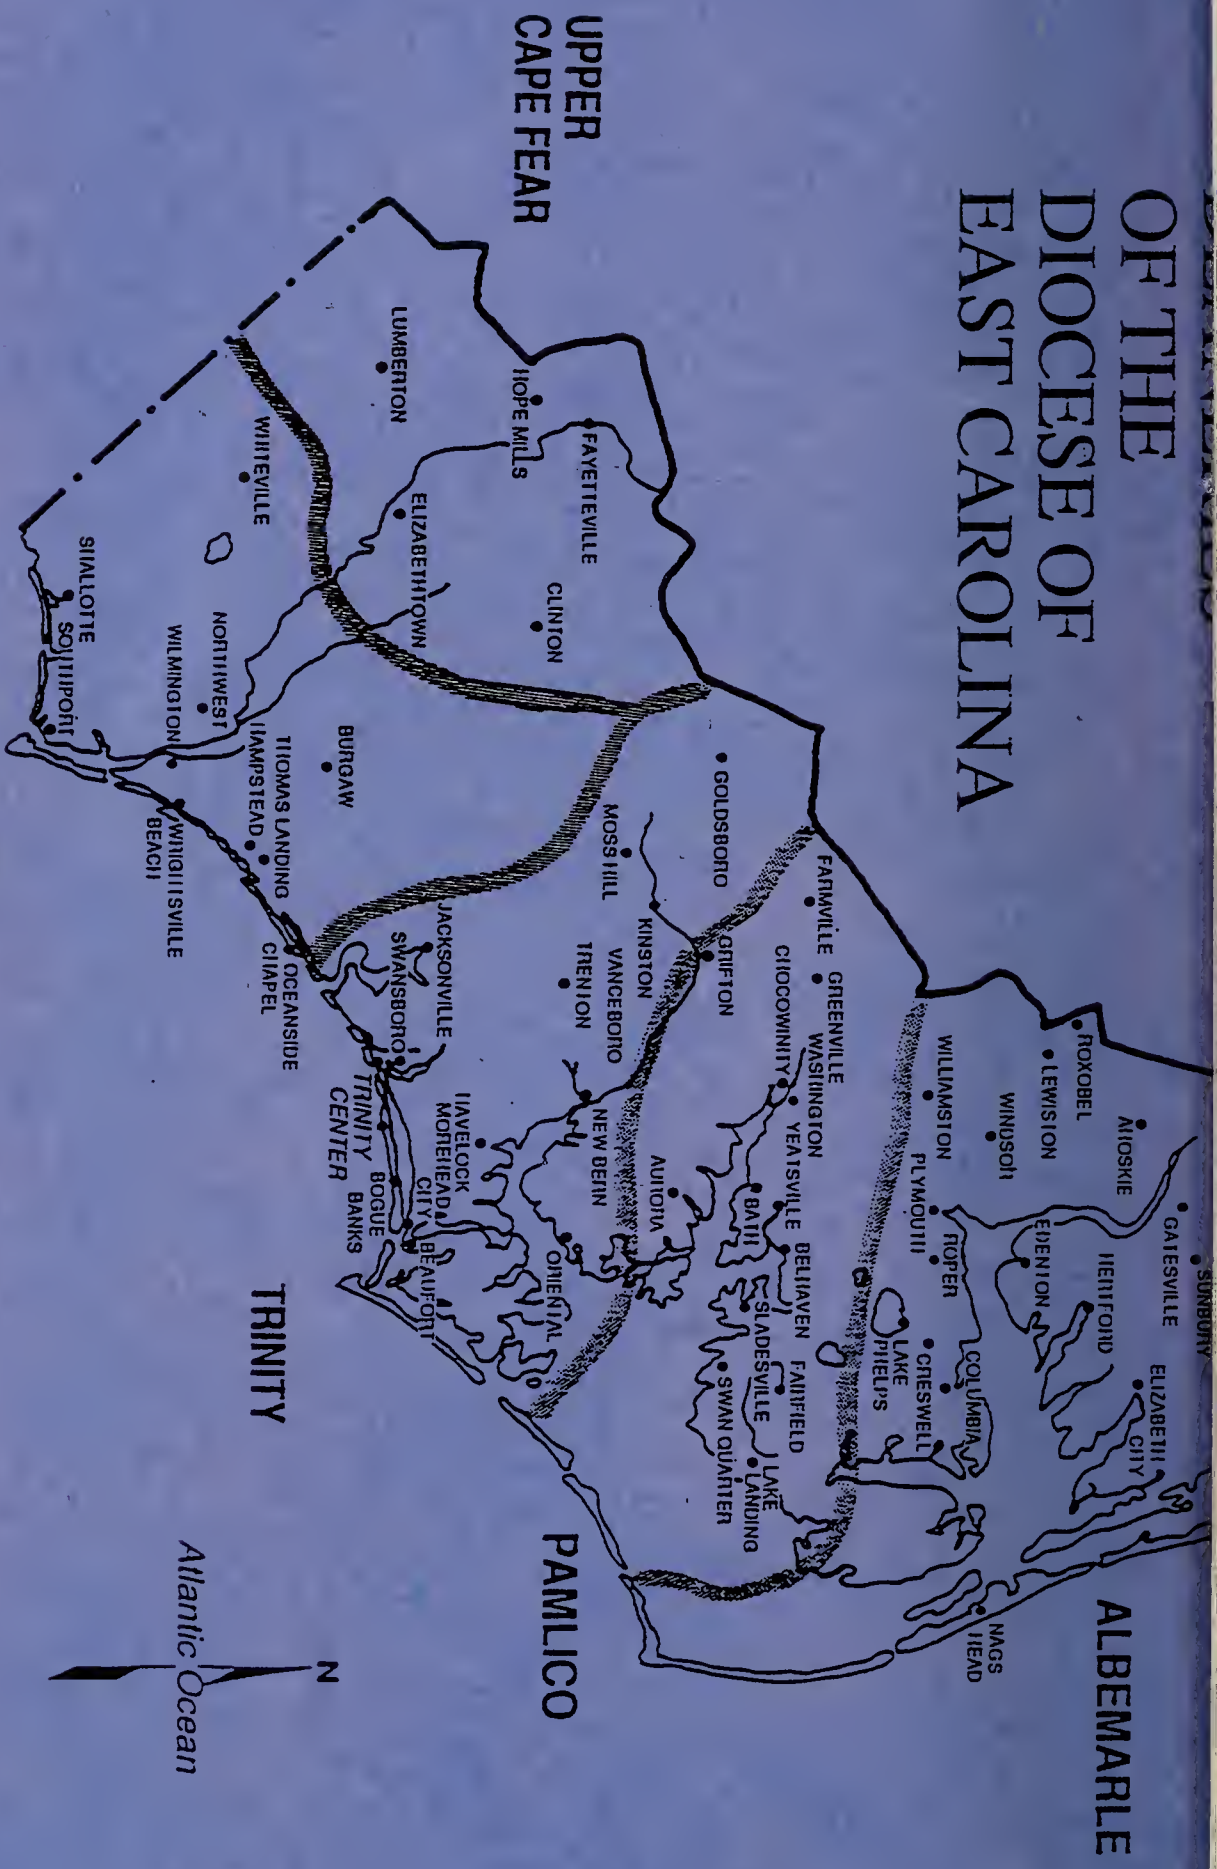 OF THE
DIOCESE OF
EAST CAROLINA
UPPER
CAPE FEAR
ALBEMARLE
PAMLICO
TRINITY
Atlantic Ocean
N
SUNBURY
GATESVILLE
AHOSKIE
ROXOBEL
LEWISTON
WINDSOR
WILLIAMSTON
PLYMOUTH
ROPER
EDENTON
HERTFORD
ELIZABETH
CITY
COLUMBIA
CRESWELL
LAKE
PHELPS
NAGS
HEAD
FARMVILLE
GREENVILLE
WASHINGTON
CHOCOWINITY
YEATSVILLE
BATH
BELHAVEN
SLADESVILLE
FAIRFIELD
SWAN QUARTER
LAKE
LANDING
GRIFTON
AURORA
GOLDSBORO
MOSS HILL
KINSTON
VANCEBORO
TRENTON
NEW BERN
ORIENTAL
HAVELOCK
MOREHEAD
CITY
BEAUFORT
BOGUE
BANKS
TRINITY
CENTER
SWANSBORO
JACKSONVILLE
OCEANSIDE
CHAPEL
FAYETTEVILLE
HOPE MILLS
LUMBERTON
CLINTON
ELIZABETHTOWN
WHITEVILLE
BURGAW
THOMAS LANDING
HAMPSTEAD
NORTHWEST
WILMINGTON
WRIGHTSVILLE
BEACH
SHALLOTTE
SOUTHPORT